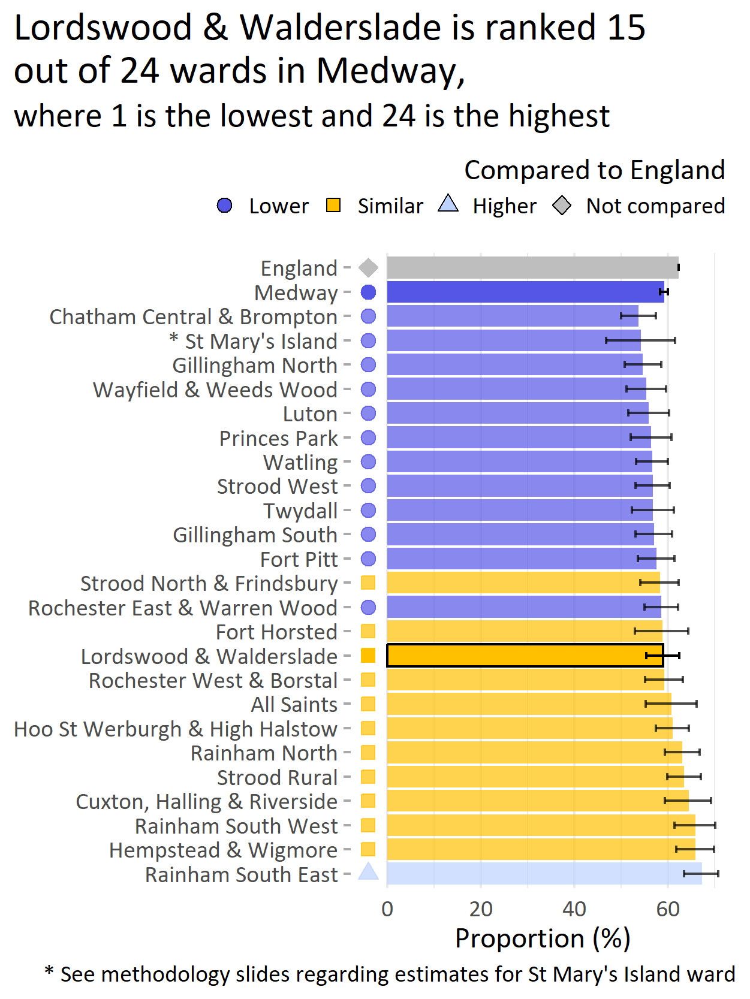 Lordswood & Walderslade is ranked 15
out of 24 wards in Medway,
where 1 is the lowest and 24 is the highest
Compared to England
Lower Similar Higher Not compared
England
Medway
Chatham Central & Brompton
* St Mary's Island
Gillingham North
Wayfield & Weeds Wood
Luton
Princes Park
Watling
Strood West
Twydall
Gillingham South
Fort Pitt
Strood North & Frindsbury
Rochester East & Warren Wood
Fort Horsted
Lordswood & Walderslade
Rochester West & Borstal
All Saints
Hoo St Werburgh & High Halstow
Rainham North
Strood Rural
Cuxton, Halling & Riverside
Rainham South West
Hempstead & Wigmore
Rainham South East
0 20 40 60
Proportion (%)
* See methodology slides regarding estimates for St Mary's Island ward